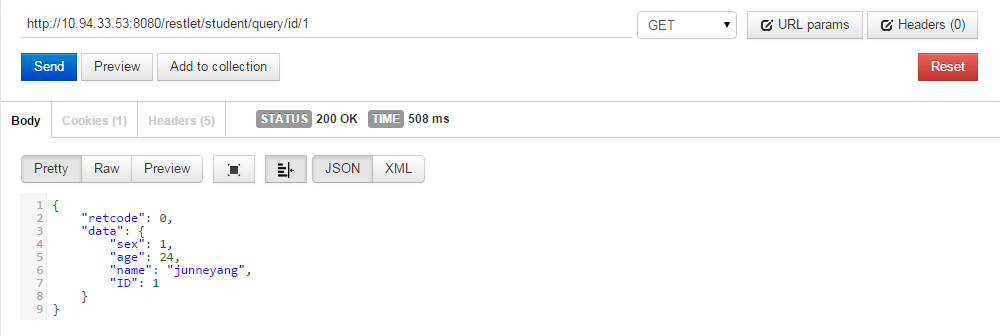 http://10.94.33.53:8080/restlet/student/query/id/1 GET URL params Headers (0)
Send Preview Add to collection Reset
Body Cookies (1) Headers (5) STATUS 200 OK TIME 508 ms
Pretty Raw Preview JSON XML
1 {
2 "retcode": 0,
3 "data": {
4 "sex": 1,
5 "age": 24,
6 "name": "junneyang",
7 "ID": 1
8 }
9 }